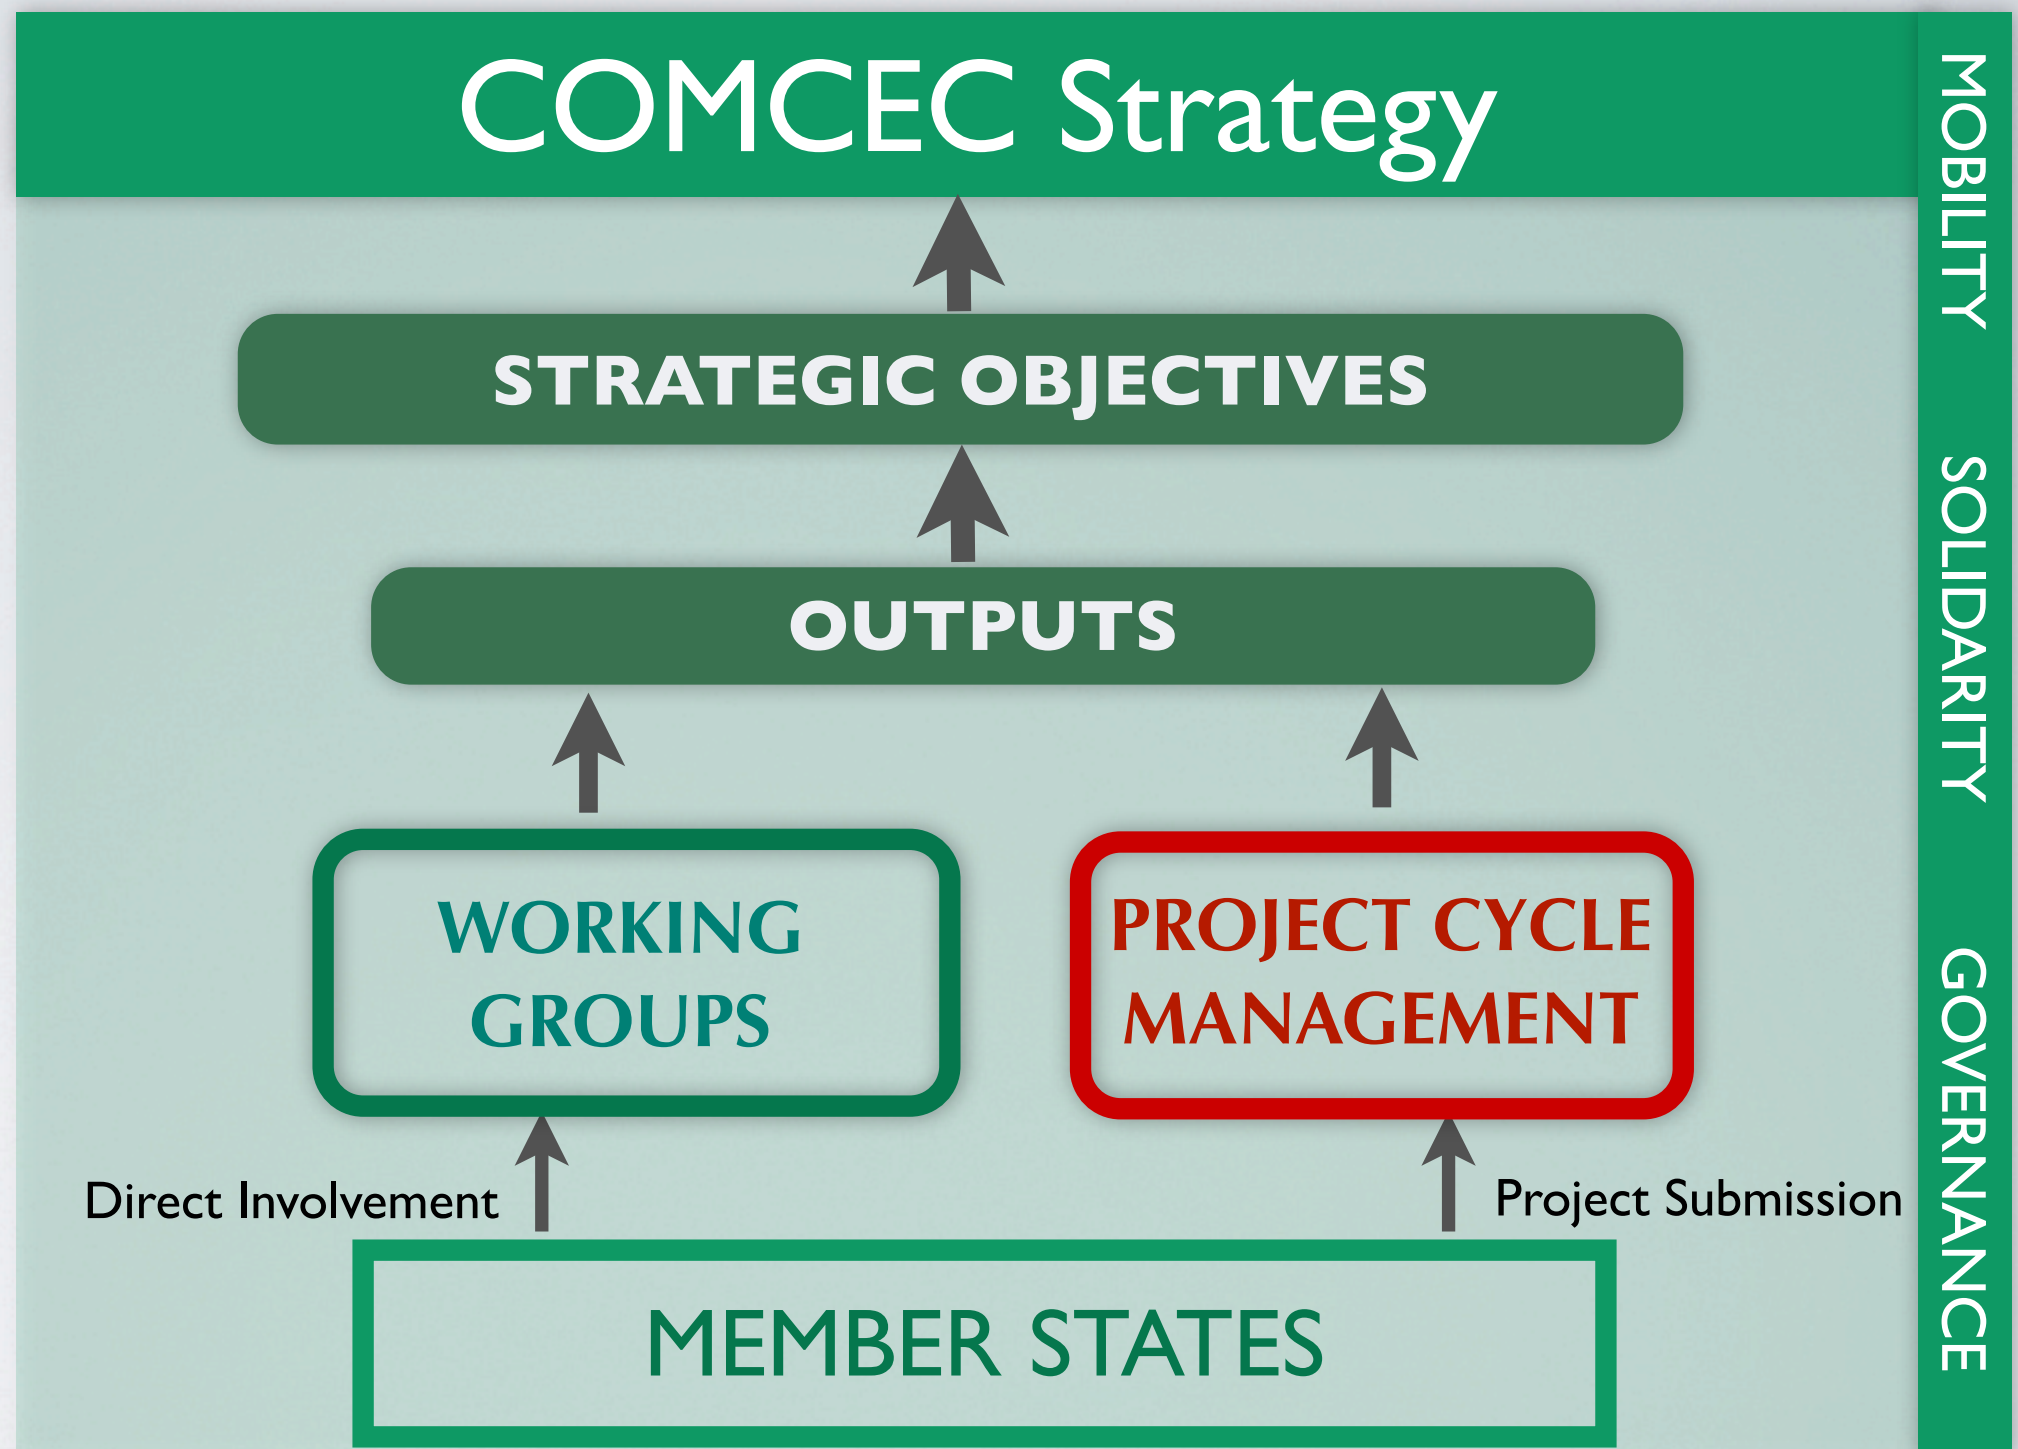 COMCEC Strategy
STRATEGIC OBJECTIVES
OUTPUTS
WORKING
GROUPS
PROJECT CYCLE
MANAGEMENT
Direct Involvement
Project Submission
MEMBER STATES
MOBILITY
SOLIDARITY
GOVERNANCE